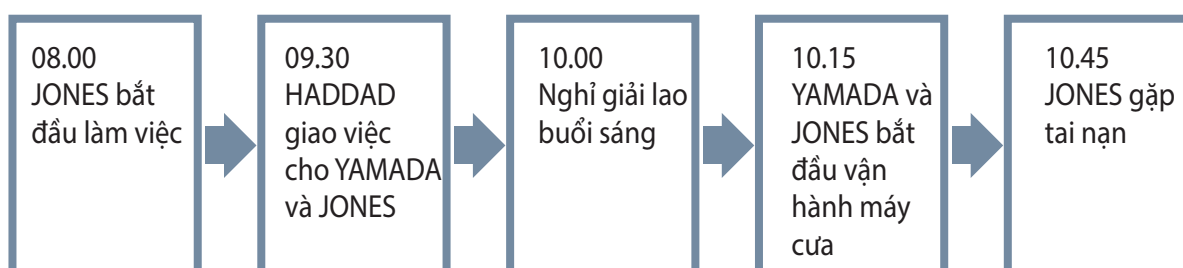 08.00
JONES bắt
đầu làm việc
09.30
HADDAD
giao việc
cho YAMADA
và JONES
10.00
Nghỉ giải lao
buổi sáng
10.15
YAMADA và
JONES bắt
đầu vận
hành máy
cưa
10.45
JONES gặp
tai nạn